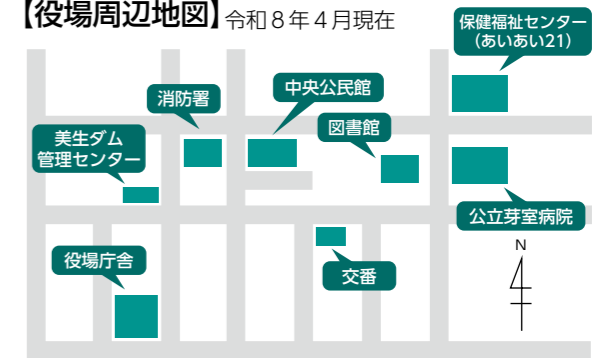 【役場周辺地図】令和8年4月現在
保健福祉センター
(あいあい21)
消防署
中央公民館
図書館
美生ダム
管理センター
公立芽室病院
役場庁舎
交番
N